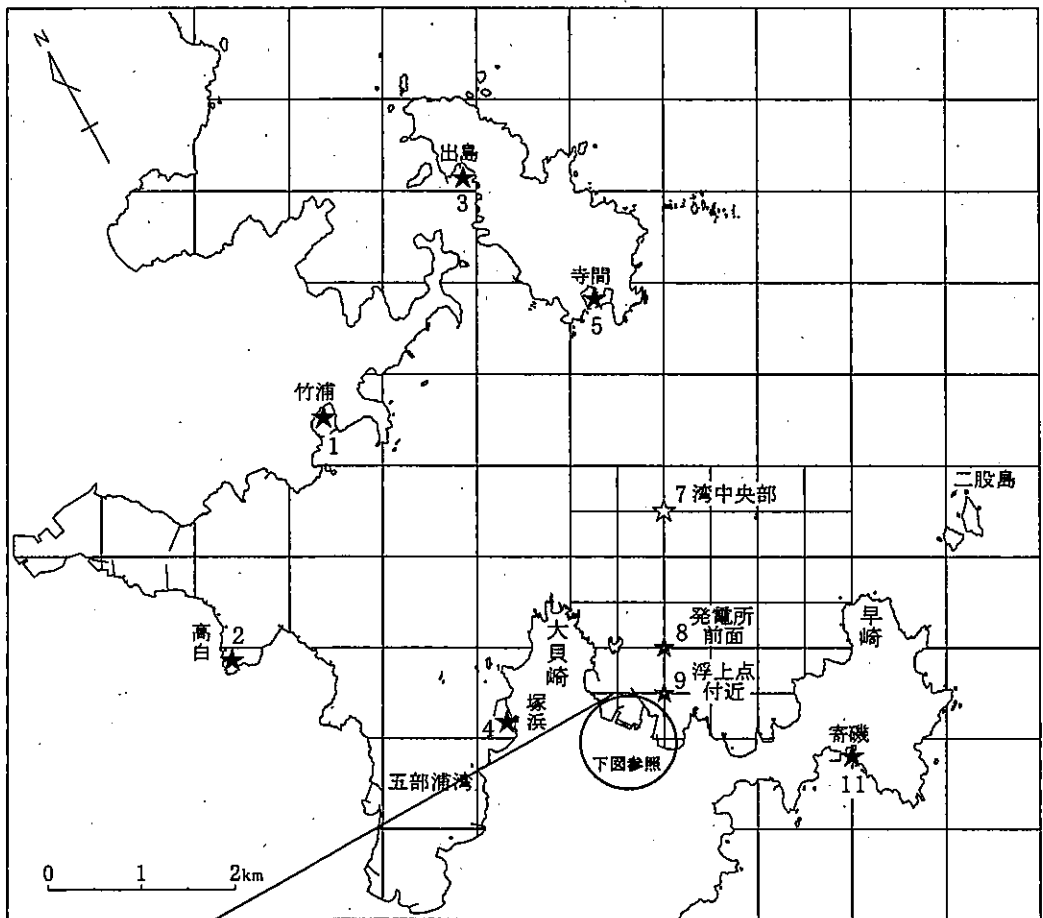 N
出島
3
寺間
5
竹浦
1
二股島
7 湾中央部
高白
2
大貝崎
発電所
前面
8
早崎
9 浮上点
付近
塚浜
4
寄磯
11
下図参照
五部浦湾
0 1 2km